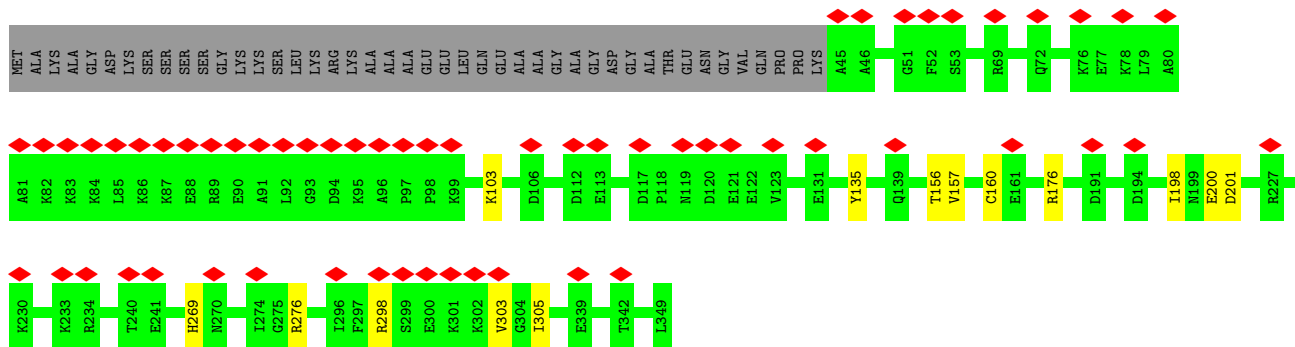 MET ALA LYS ALA GLY ASP LYS SER SER SER SER GLY LYS LYS SER LEU LYS ARG LYS ALA ALA ALA GLU GLU LEU GLN GLU ALA ALA GLY ALA GLY ASP GLY ALA THR GLU ASN GLY VAL GLN PRO PRO LYS A45 A46 G51 F52 S53 R69 Q72 K76 E77 K78 L79 A80
A81 K82 K83 K84 L85 K86 K87 E88 R89 E90 A91 L92 G93 D94 K95 A96 P97 P98 K99 K103 D106 D112 E113 D117 P118 N119 D120 E121 E122 V123 E131 Y135 Q139 T156 V157 C160 E161 R176 D191 D194 I198 N199 E200 D201 R227
K230 K233 R234 T240 E241 H269 N270 I274 G275 R276 I296 F297 R298 S299 E300 K301 K302 V303 G304 I305 E339 T342 L349